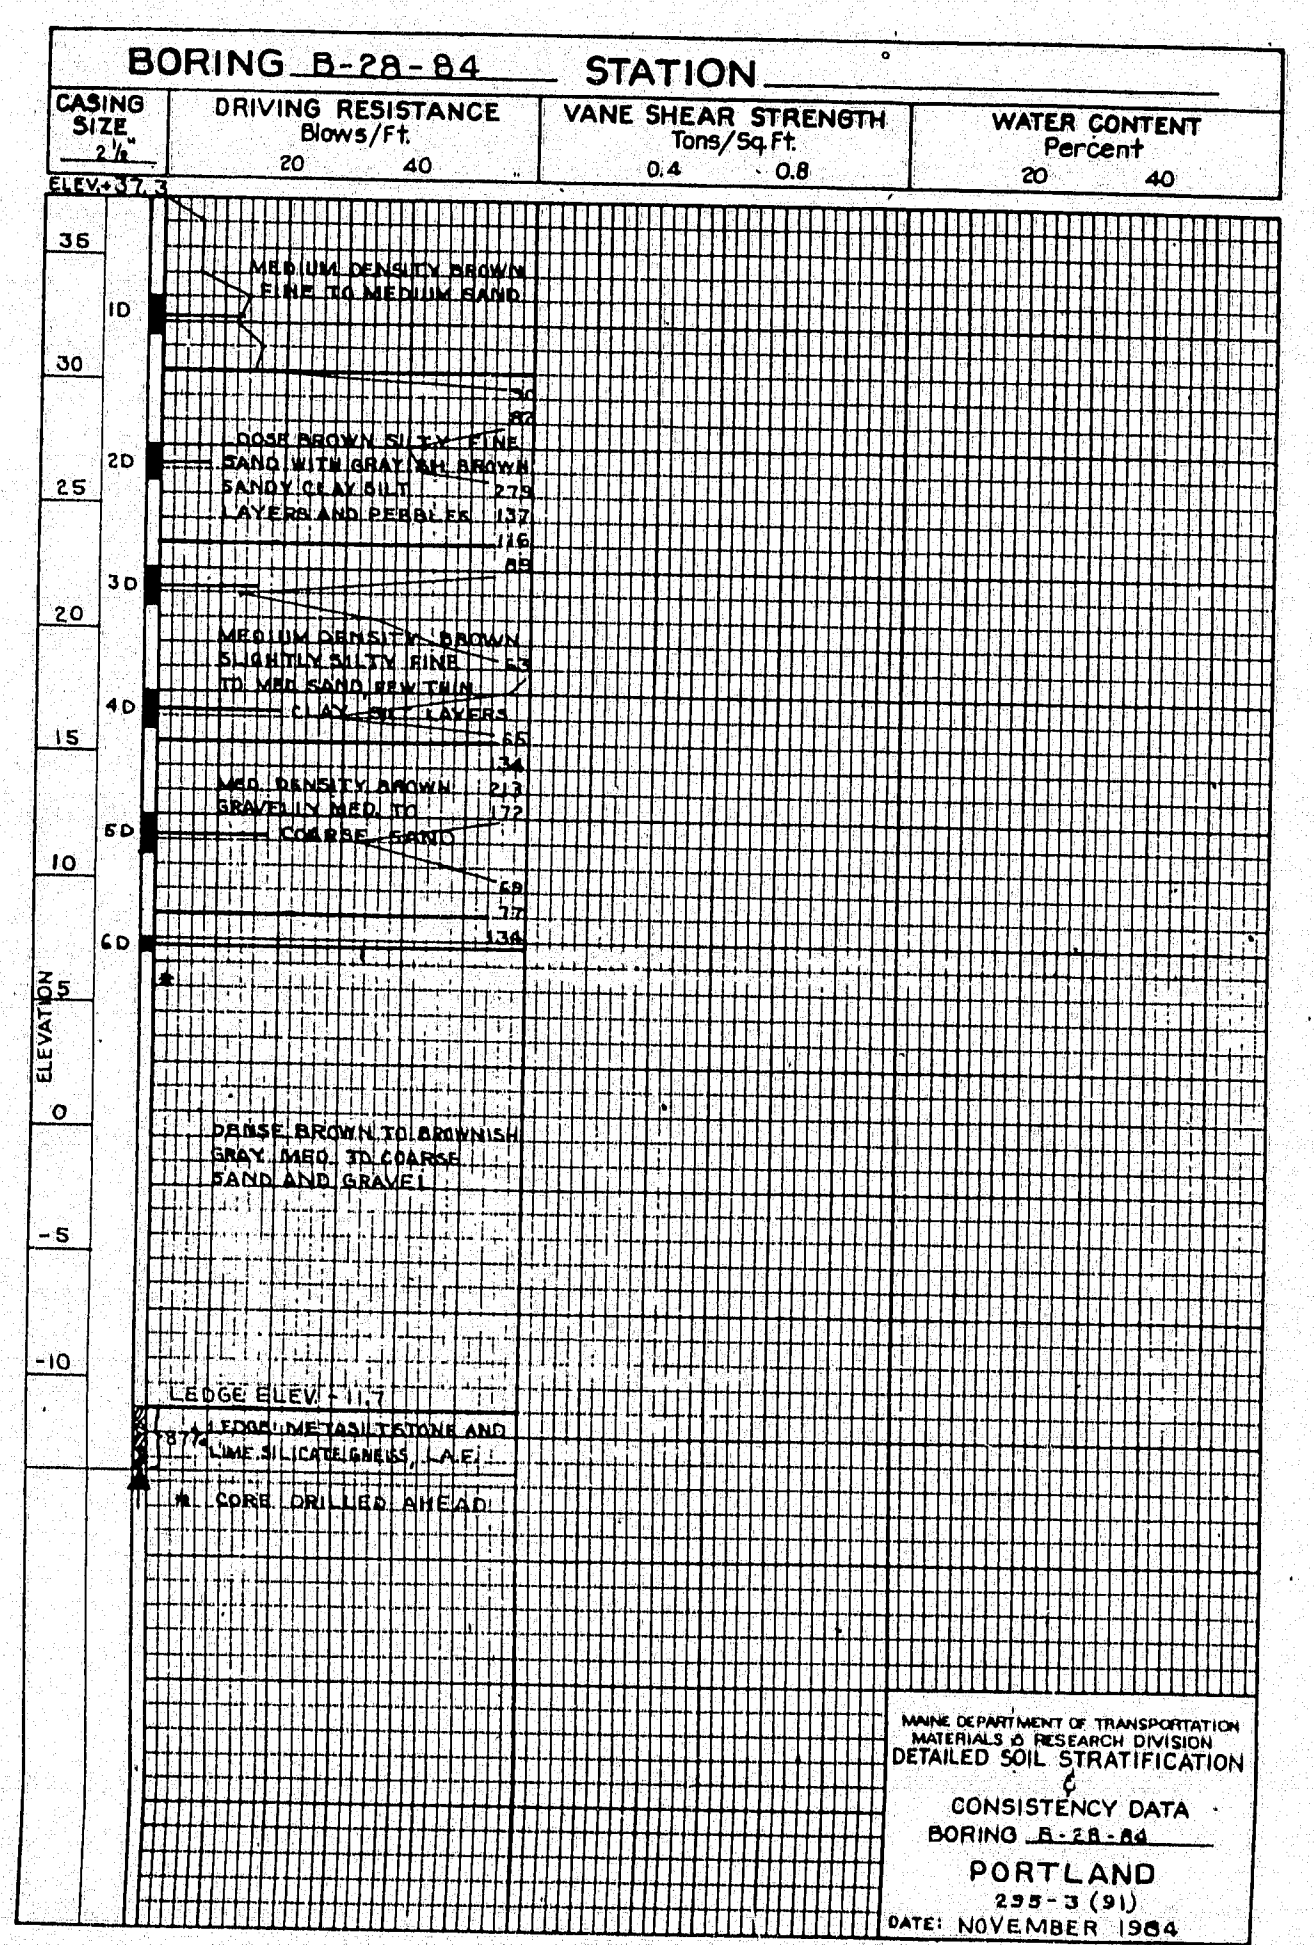 BORING B-28-84 STATION
CASING SIZE 2 ½"
DRIVING RESISTANCE
Blows/Ft.
20 40
VANE SHEAR STRENGTH
Tons/Sq.Ft.
0.4 0.8
WATER CONTENT
Percent
20 40
ELEV.+37.3
35
MEDIUM DENSITY BROWN
FINE TO MEDIUM SAND
1D
30
87
LOOSE BROWN SILTY FINE
2D
SAND WITH GRAYISH BROWN
25
SANDY CLAY SILT 279
LAYERS AND PEBBLES 137
116
89
3D
20
MEDIUM DENSITY BROWN
SLIGHTLY SILTY FINE 63
TO MED SAND, FEW THIN
4D
CLAY SILT LAYERS
15
65
34
MED. DENSITY BROWN 213
GRAVELLY MED. TO 172
5D
COARSE SAND
10
69
77
6D
134
*
5
ELEVATION
0
DENSE BROWN TO BROWNISH
GRAY MED. TO COARSE
SAND AND GRAVEL
-5
-10
LEDGE ELEV. -11.7
87%
LEDGE: METASILTSTONE AND
LIME SILICATE GNEISS, L.A.E.
* CORE DRILLED AHEAD
MAINE DEPARTMENT OF TRANSPORTATION
MATERIALS & RESEARCH DIVISION
DETAILED SOIL STRATIFICATION
&
CONSISTENCY DATA
BORING B-28-84
PORTLAND
295-3 (91)
DATE: NOVEMBER 1984